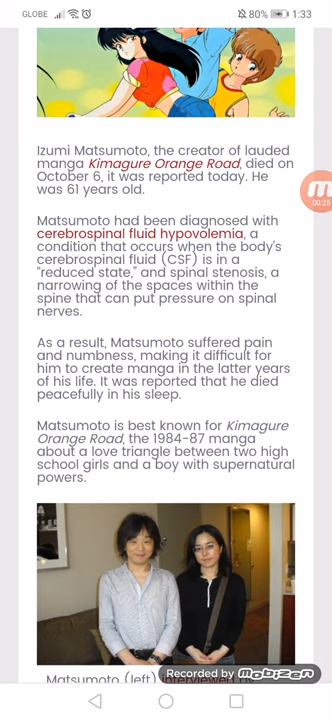 GLOBE 80% 1:33
Izumi Matsumoto, the creator of lauded
manga Kimagure Orange Road, died on
October 6, it was reported today. He
was 61 years old.
00:25
Matsumoto had been diagnosed with
cerebrospinal fluid hypovolemia, a
condition that occurs when the body's
cerebrospinal fluid (CSF) is in a
"reduced state," and spinal stenosis, a
narrowing of the spaces within the
spine that can put pressure on spinal
nerves.
As a result, Matsumoto suffered pain
and numbness, making it difficult for
him to create manga in the latter years
of his life. It was reported that he died
peacefully in his sleep.
Matsumoto is best known for Kimagure
Orange Road, the 1984-87 manga
about a love triangle between two high
school girls and a boy with supernatural
powers.
Recorded by Mobizen
Matsumoto (left) interviewed